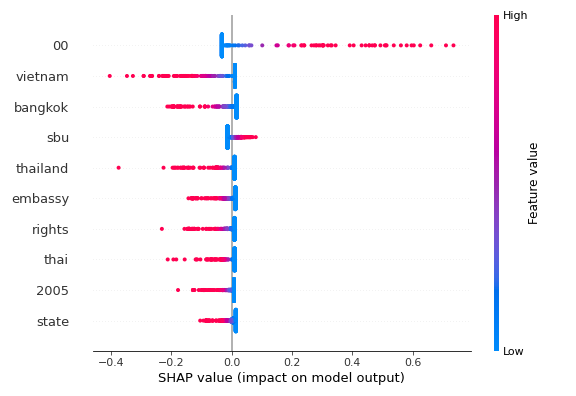 High
00
vietnam
bangkok
sbu
thailand
embassy
rights
thai
2005
state
Feature value
Low
−0.4 −0.2 0.0 0.2 0.4 0.6
SHAP value (impact on model output)